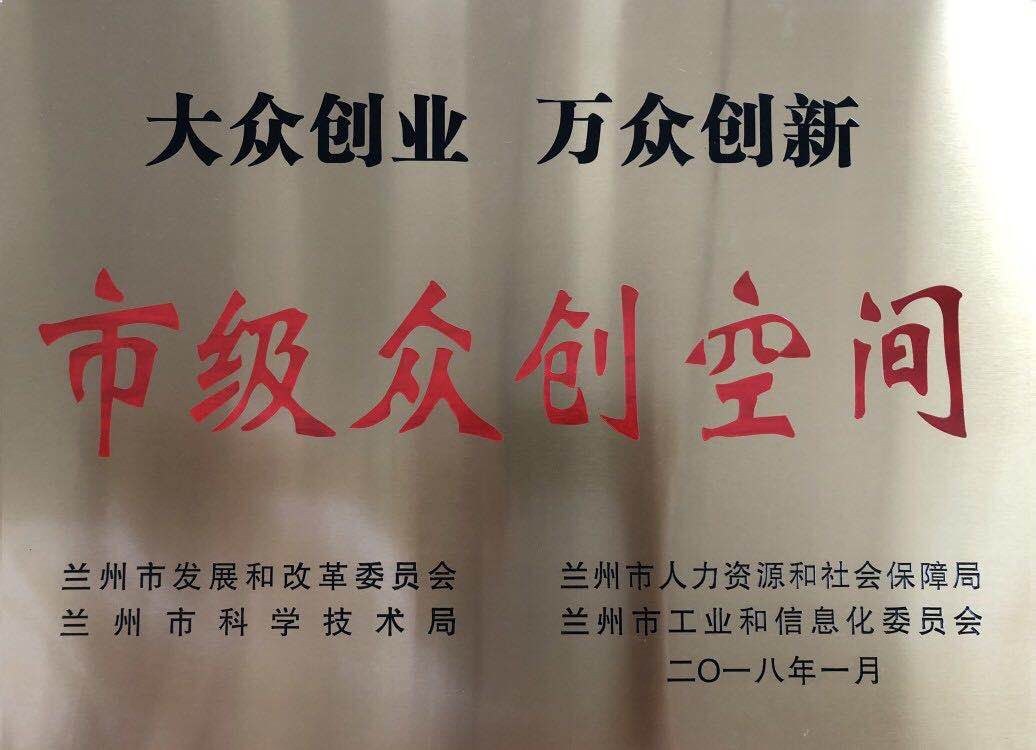 大众创业 万众创新
市级众创空间
兰州市发展和改革委员会 兰州市人力资源和社会保障局
兰州市科学技术局 兰州市工业和信息化委员会
二〇一八年一月